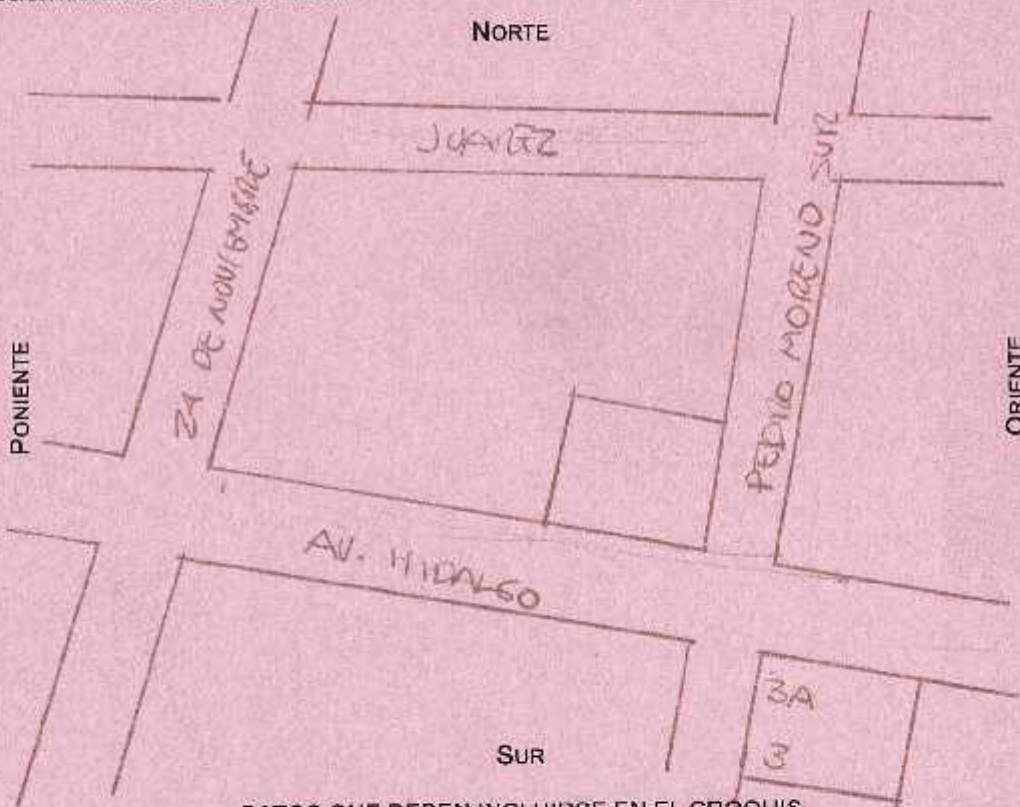 NORTE
JUAREZ
24 DE NOVIEMBRE
PEDRO MORENO SUR
PONIENTE
ORIENTE
AV. HIDALGO
3A
3
SUR
DATOS QUE DEBEN INCLUIRSE EN EL CROQUIS